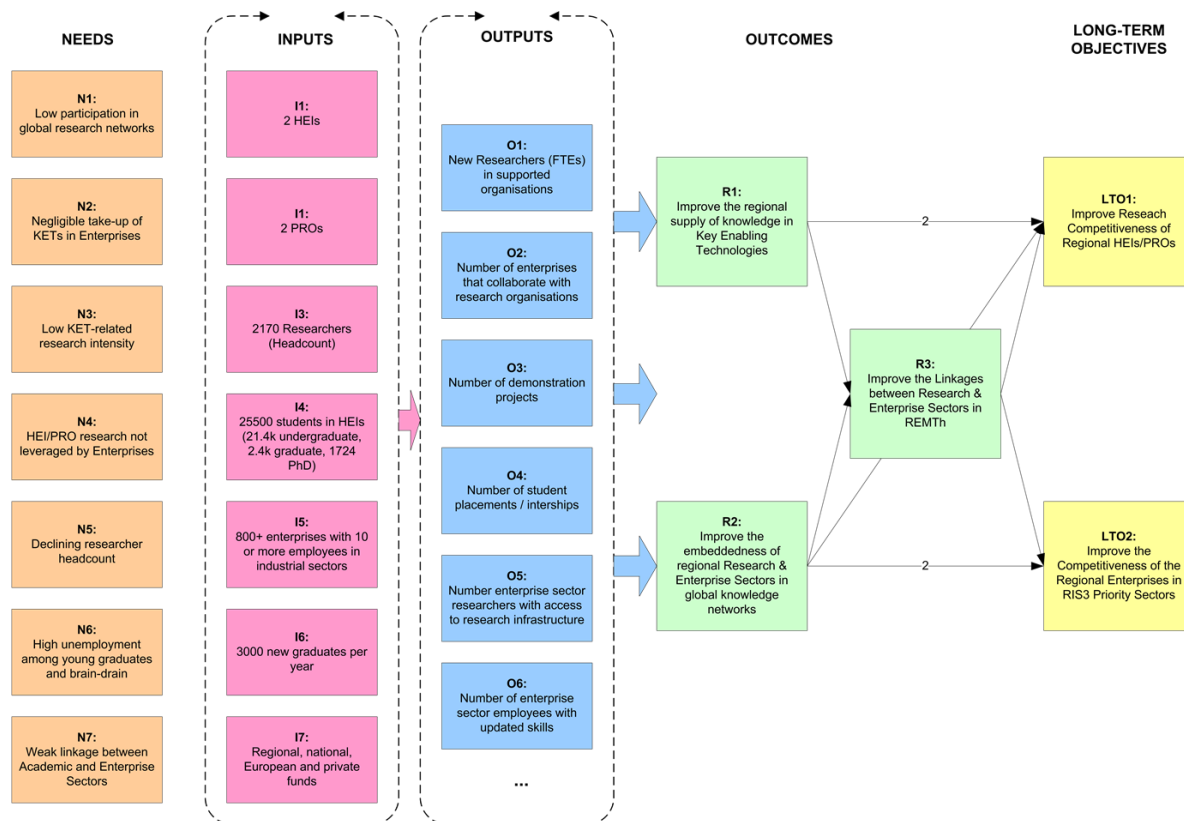 NEEDS
N1:
Low participation in
global research networks
N2:
Negligible take-up of
KETs in Enterprises
N3:
Low KET-related
research intensity
N4:
HEI/PRO research not
leveraged by Enterprises
N5:
Declining researcher
headcount
N6:
High unemployment
among young graduates
and brain-drain
N7:
Weak linkage between
Academic and Enterprise
Sectors
INPUTS
I1:
2 HEIs
I1:
2 PROs
I3:
2170 Researchers
(Headcount)
I4:
25500 students in HEIs
(21.4k undergraduate,
2.4k graduate, 1724
PhD)
I5:
800+ enterprises with 10
or more employees in
industrial sectors
I6:
3000 new graduates per
year
I7:
Regional, national,
European and private
funds
OUTPUTS
O1:
New Researchers (FTEs)
in supported
organisations
O2:
Number of enterprises
that collaborate with
research organisations
O3:
Number of demonstration
projects
O4:
Number of student
placements / interships
O5:
Number enterprise sector
researchers with access
to research infrastructure
O6:
Number of enterprise
sector employees with
updated skills
...
OUTCOMES
R1:
Improve the regional
supply of knowledge in
Key Enabling
Technologies
2
R3:
Improve the Linkages
between Research &
Enterprise Sectors in
REMTh
R2:
Improve the
embeddedness of
regional Research &
Enterprise Sectors in
global knowledge
networks
2
LONG-TERM
OBJECTIVES
LTO1:
Improve Reseach
Competitiveness of
Regional HEIs/PROs
LTO2:
Improve the
Competitiveness of the
Regional Enterprises in
RIS3 Priority Sectors